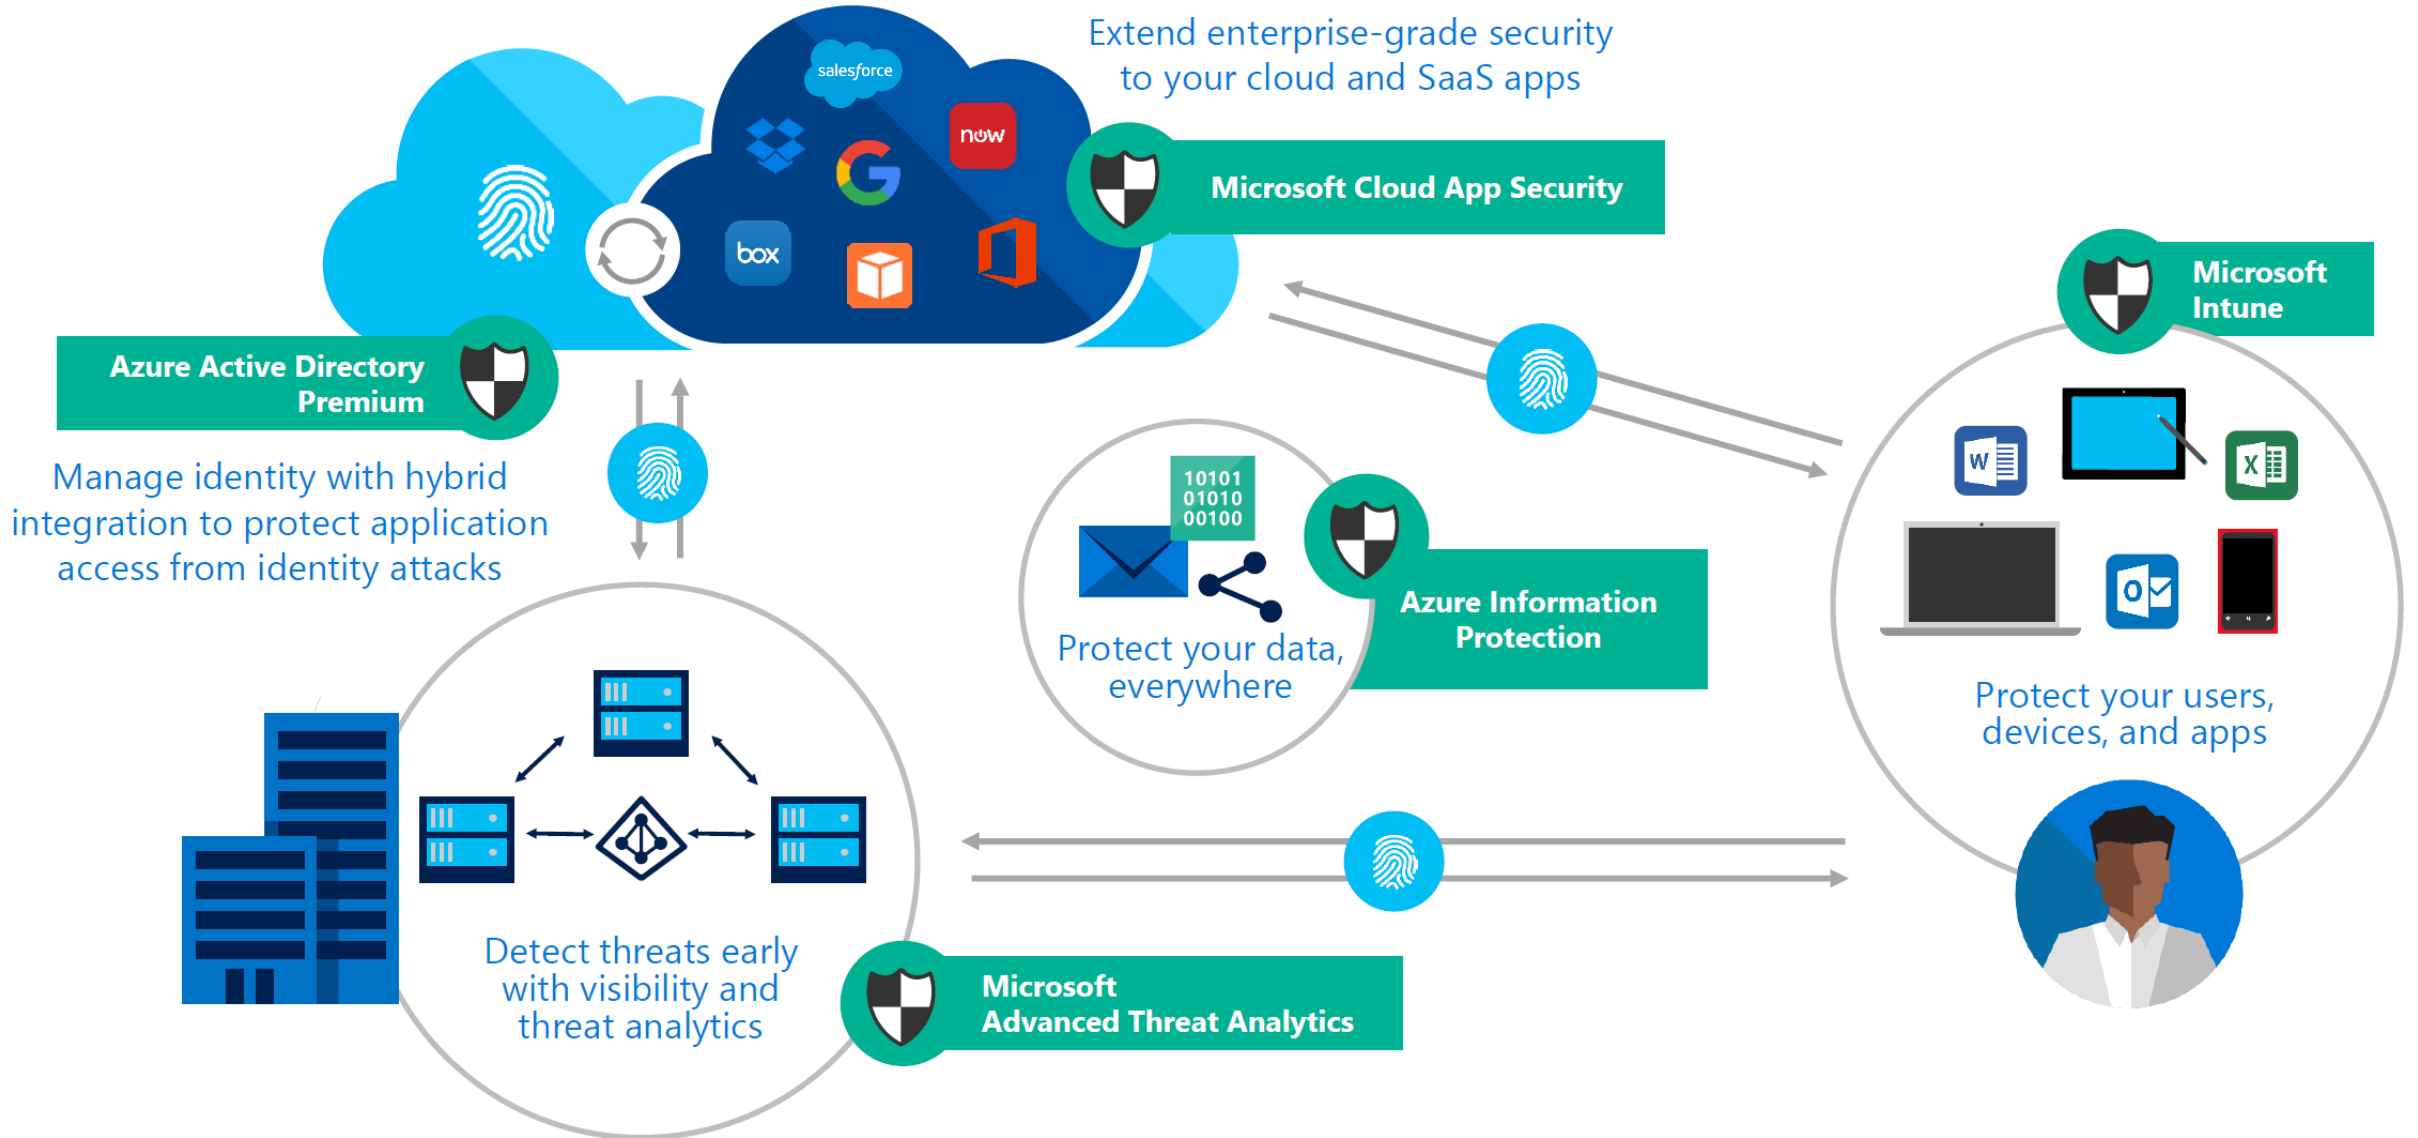 Extend enterprise-grade security
to your cloud and SaaS apps
salesforce
now
box
Microsoft Cloud App Security
Microsoft
Intune
Azure Active Directory
Premium
Manage identity with hybrid
integration to protect application
access from identity attacks
W
X
O
10101
01010
00100
Azure Information
Protection
Protect your data,
everywhere
Protect your users,
devices, and apps
Detect threats early
with visibility and
threat analytics
Microsoft
Advanced Threat Analytics